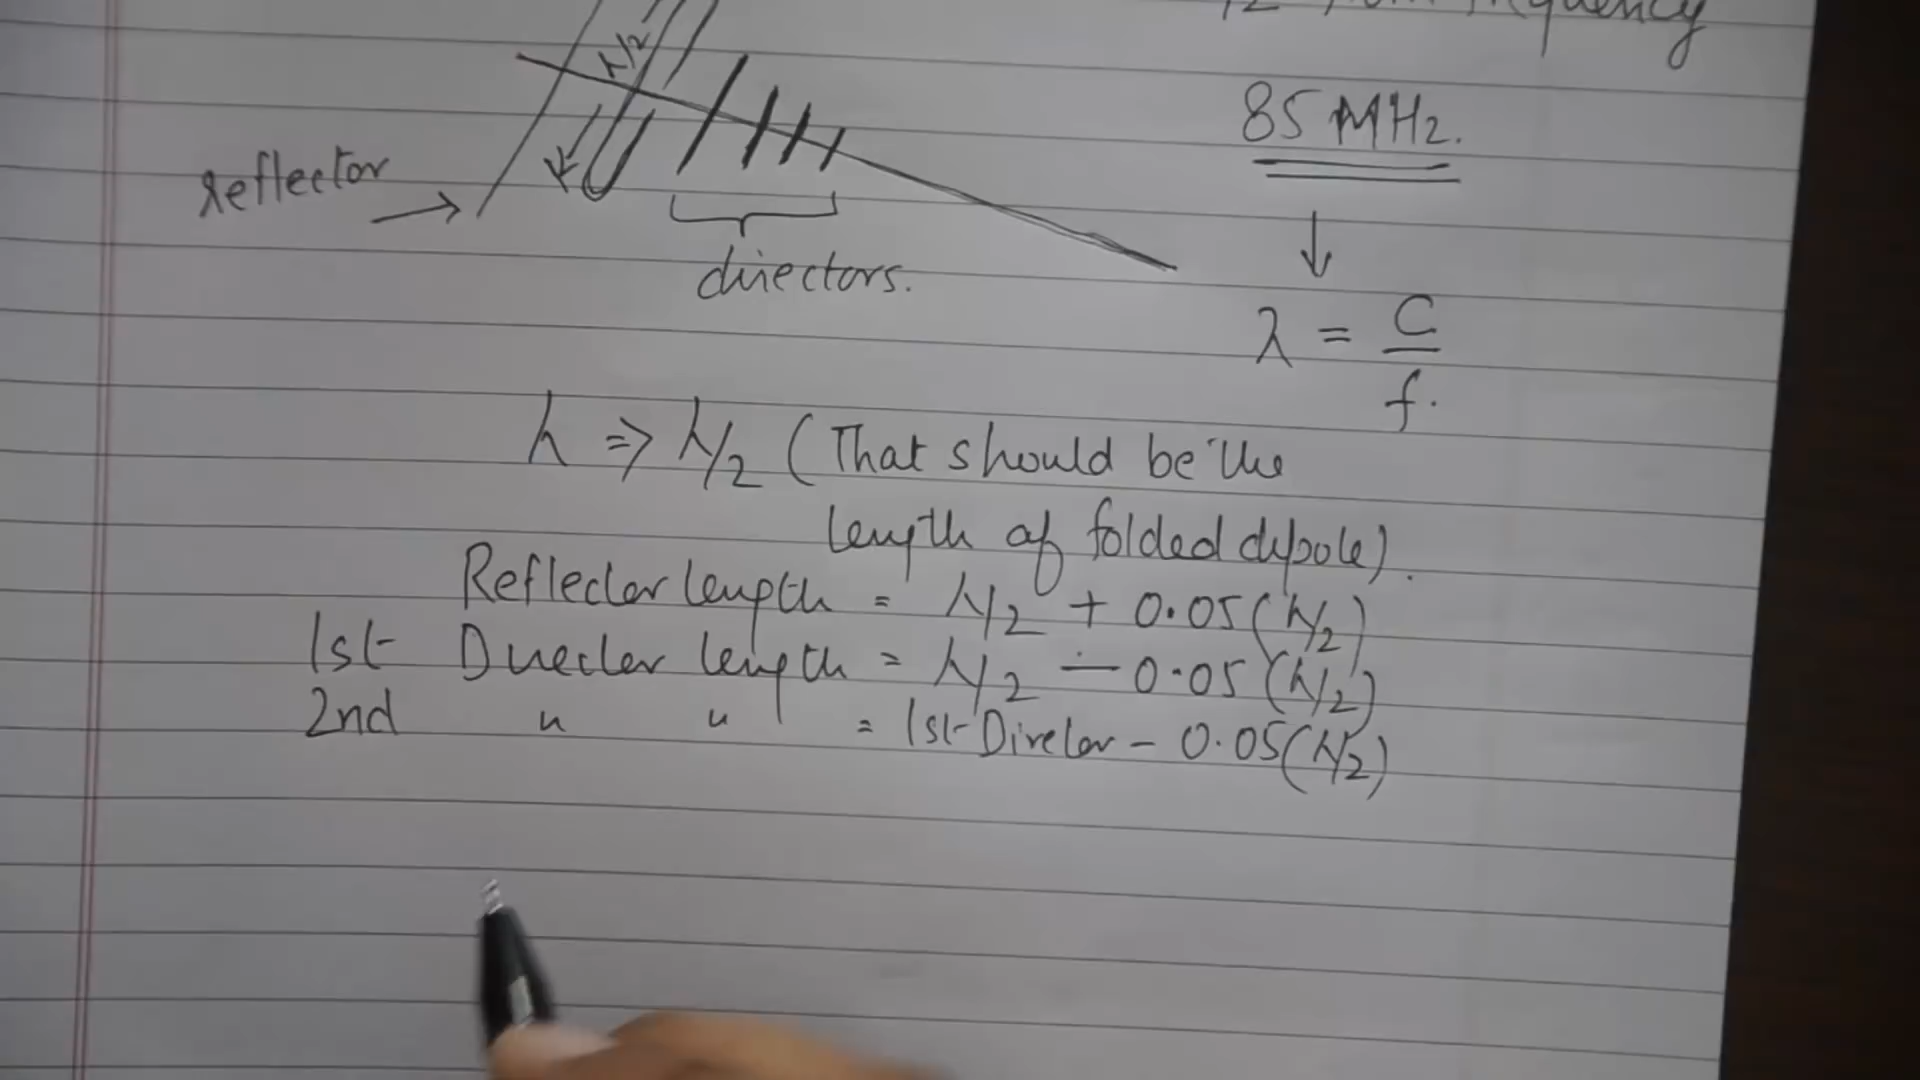 frequency
λ/2
85 MHz.
reflector
directors.
λ = C/f.
λ ⇒ λ/2 (That should be the
length of folded dipole).
Reflector length = λ/2 + 0.05(λ/2)
1st Director length = λ/2 - 0.05(λ/2)
2nd " " = 1st Director - 0.05(λ/2)